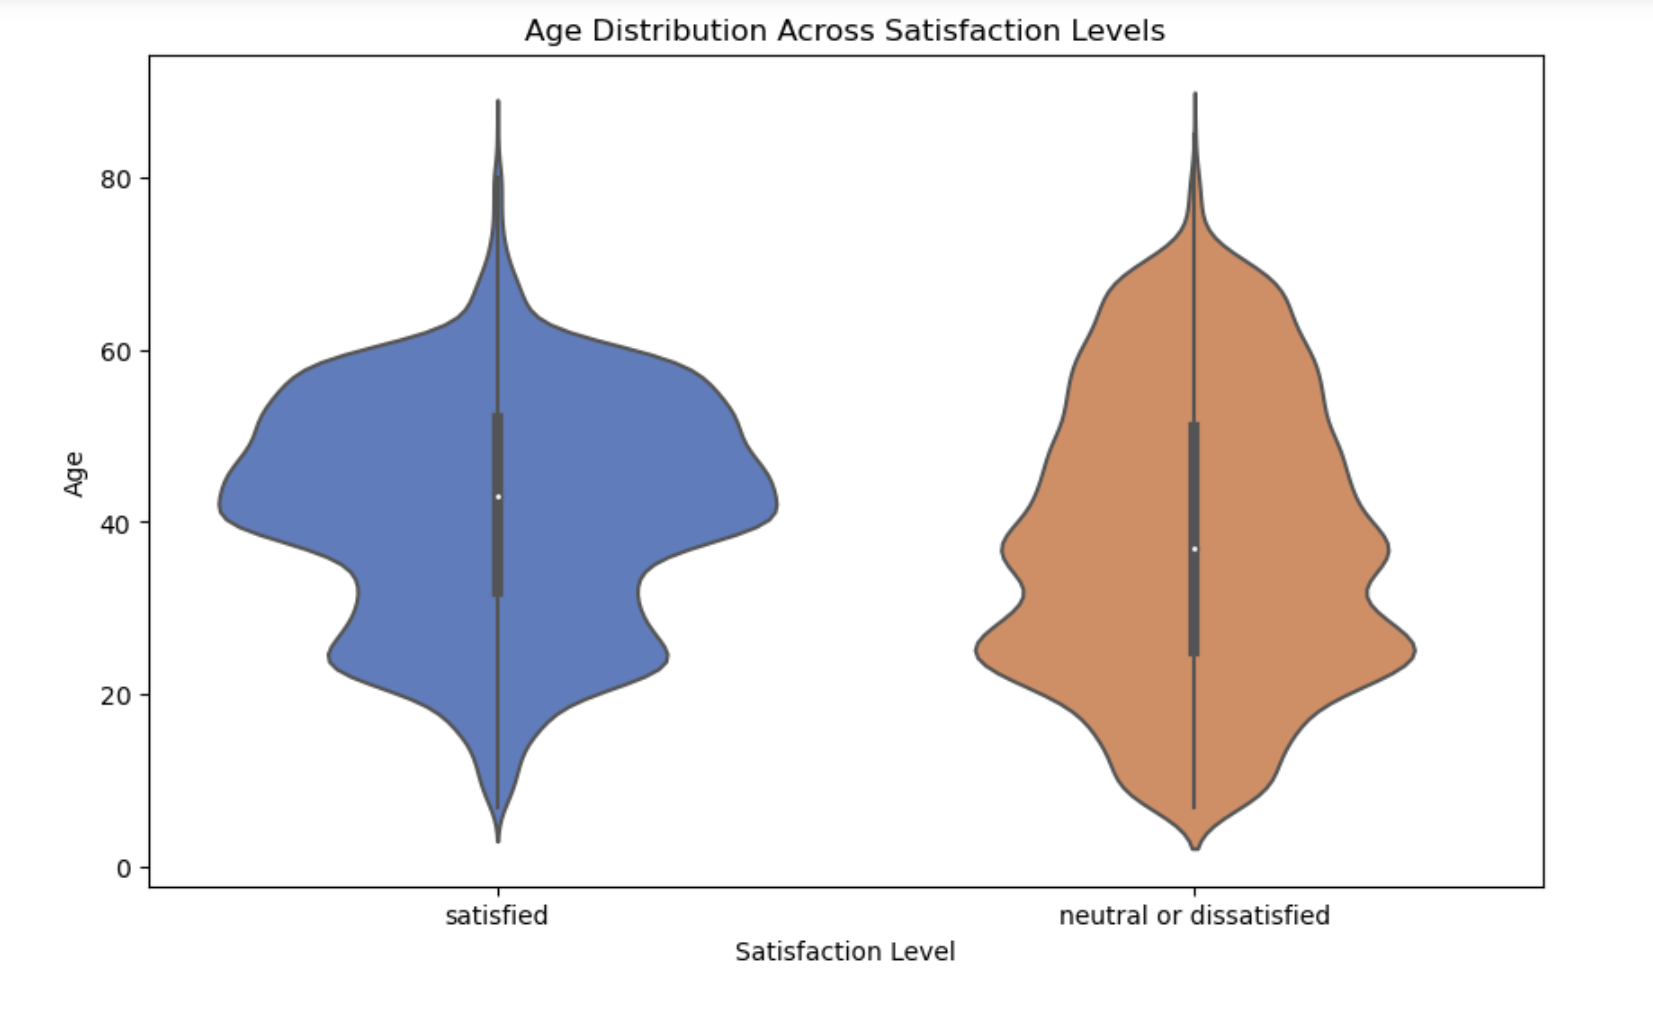 Age Distribution Across Satisfaction Levels
80
60
40
20
0
Age
satisfied
neutral or dissatisfied
Satisfaction Level